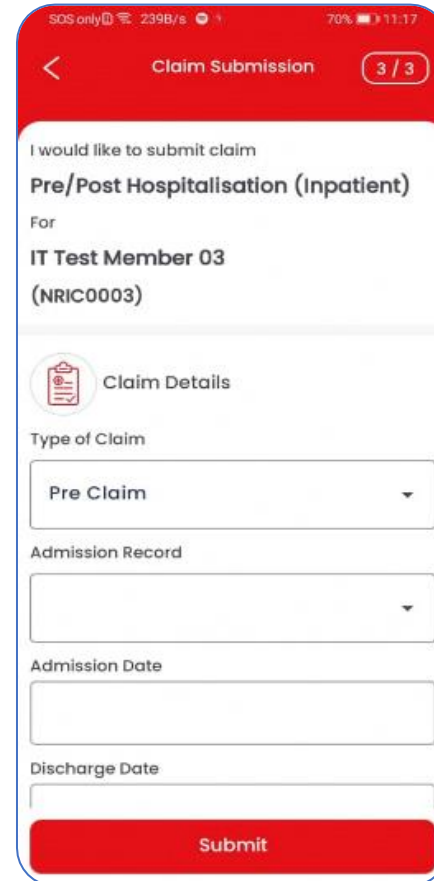 SOS only 239B/s 70% 11:17
Claim Submission 3 / 3
I would like to submit claim
Pre/Post Hospitalisation (Inpatient)
For
IT Test Member 03
(NRIC0003)
Claim Details
Type of Claim
Pre Claim
Admission Record
Admission Date
Discharge Date
Submit